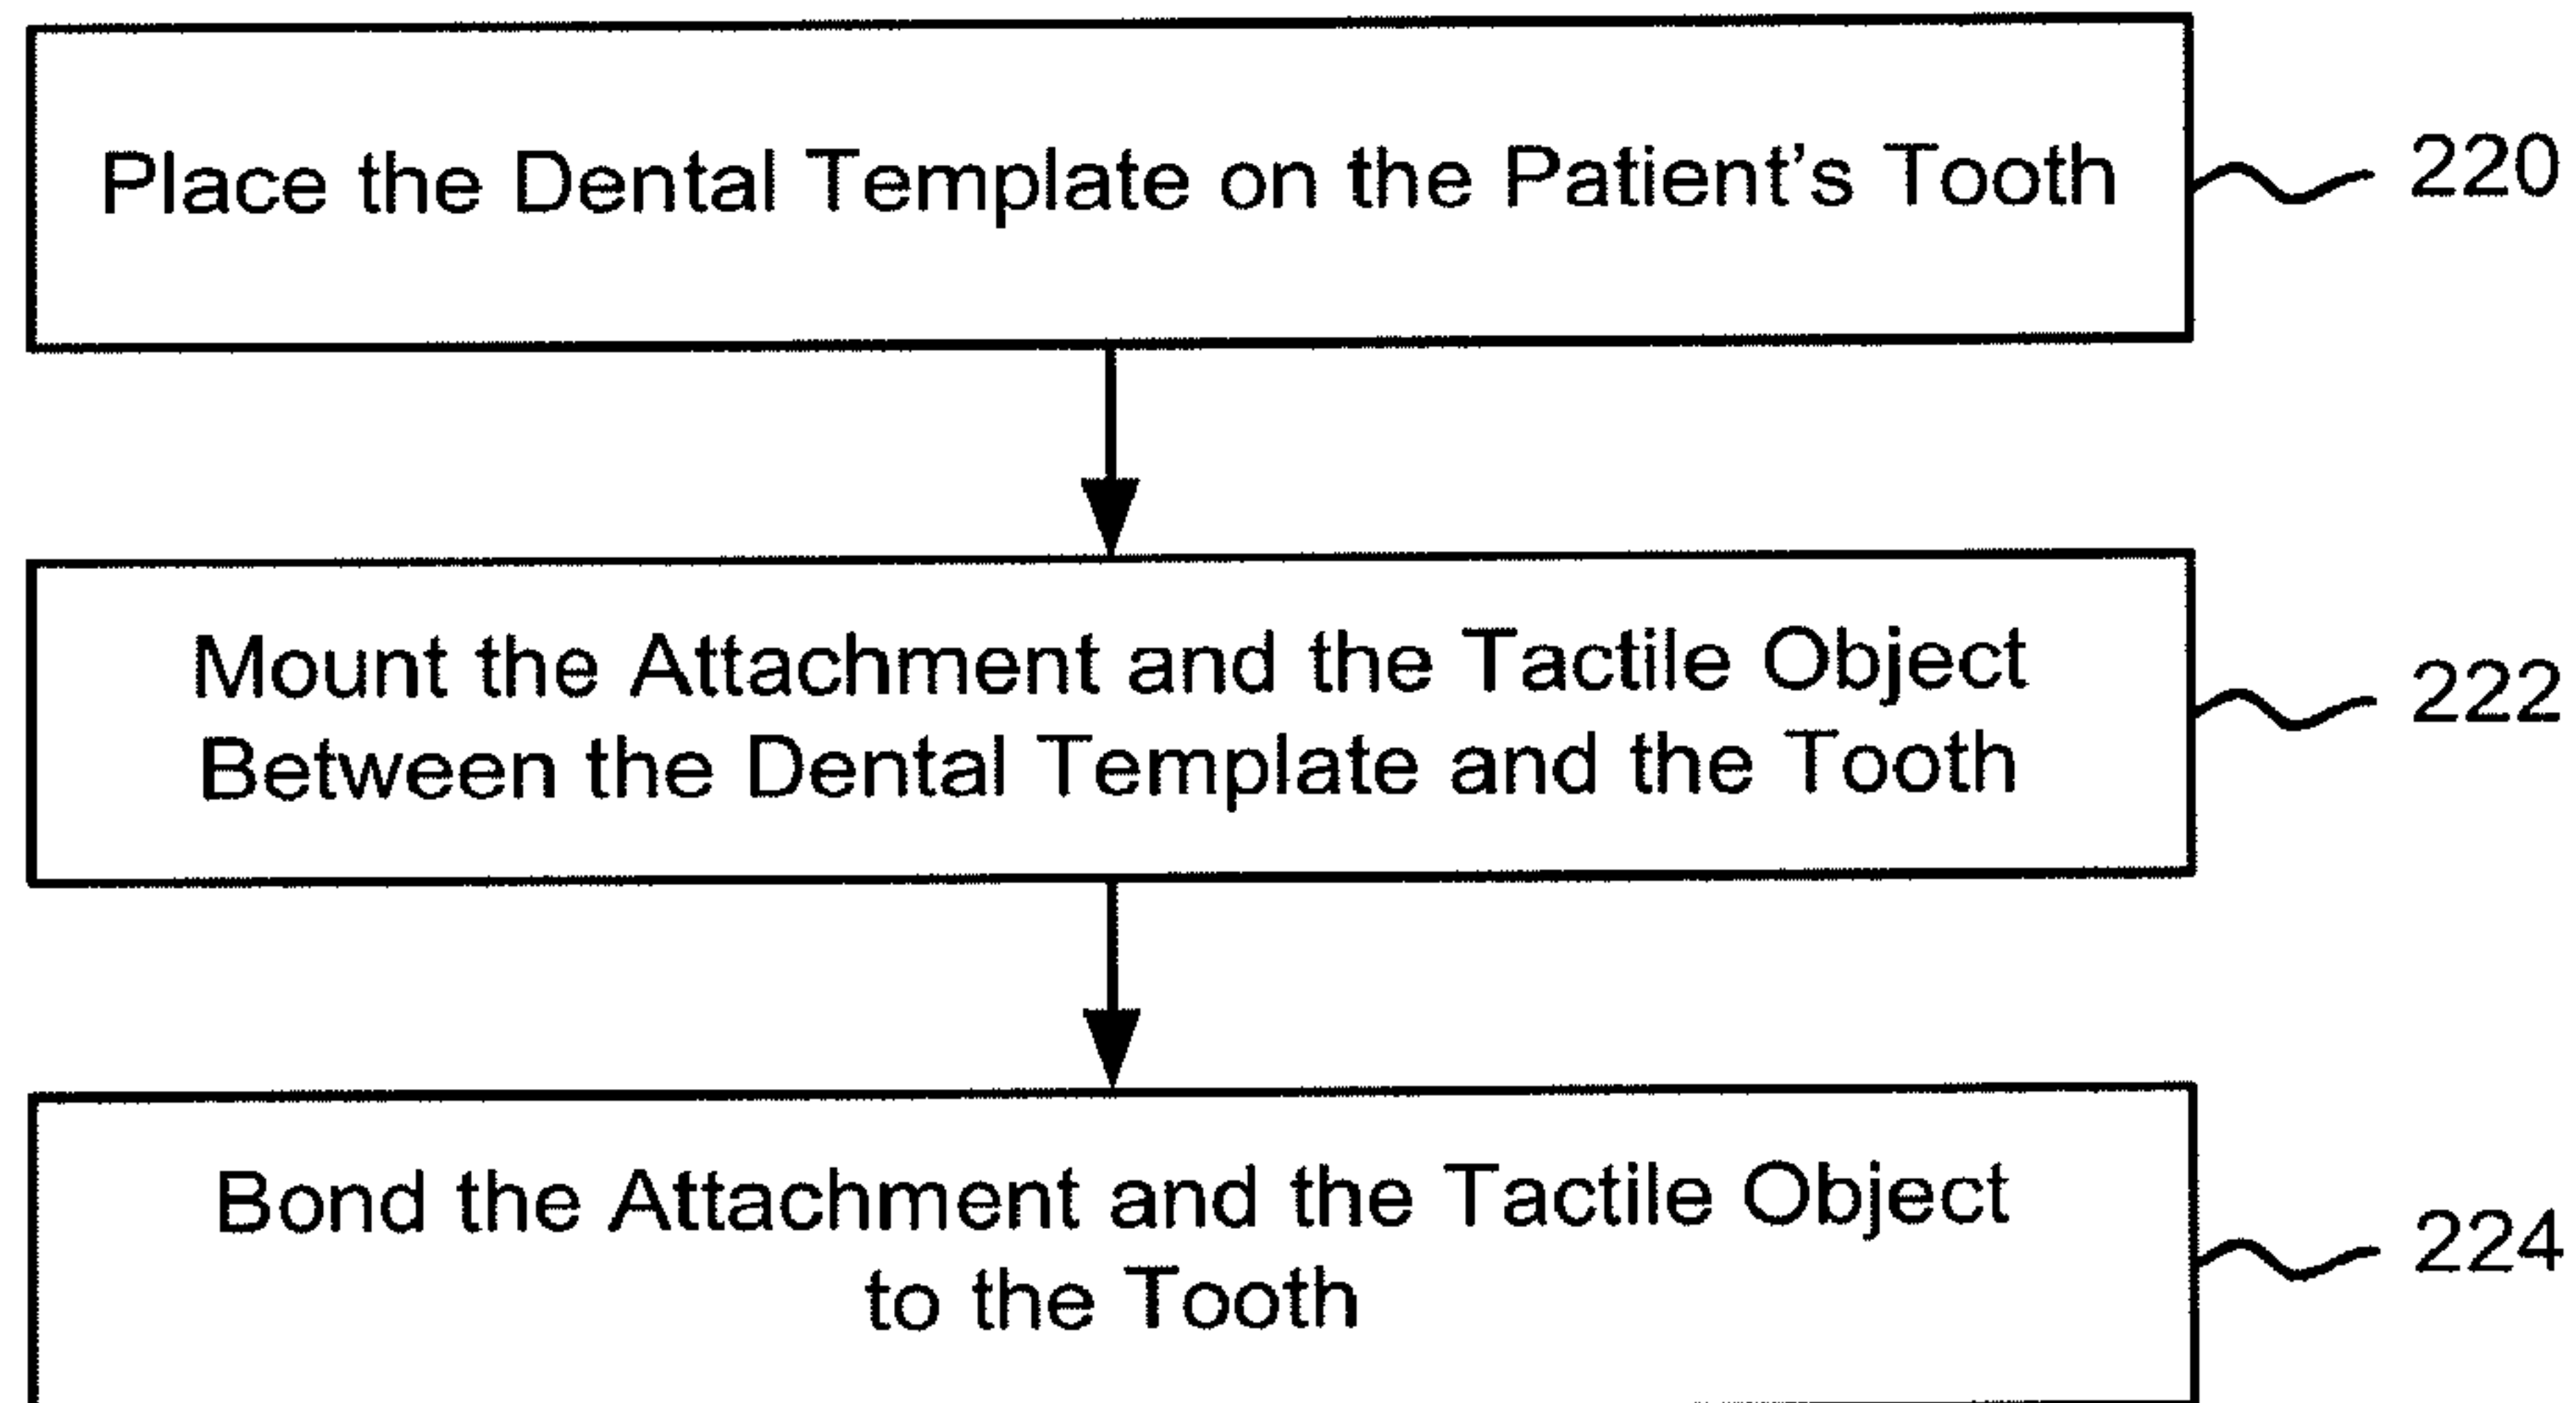 Place the Dental Template on the Patient's Tooth
220
Mount the Attachment and the Tactile Object
Between the Dental Template and the Tooth
222
Bond the Attachment and the Tactile Object
to the Tooth
224